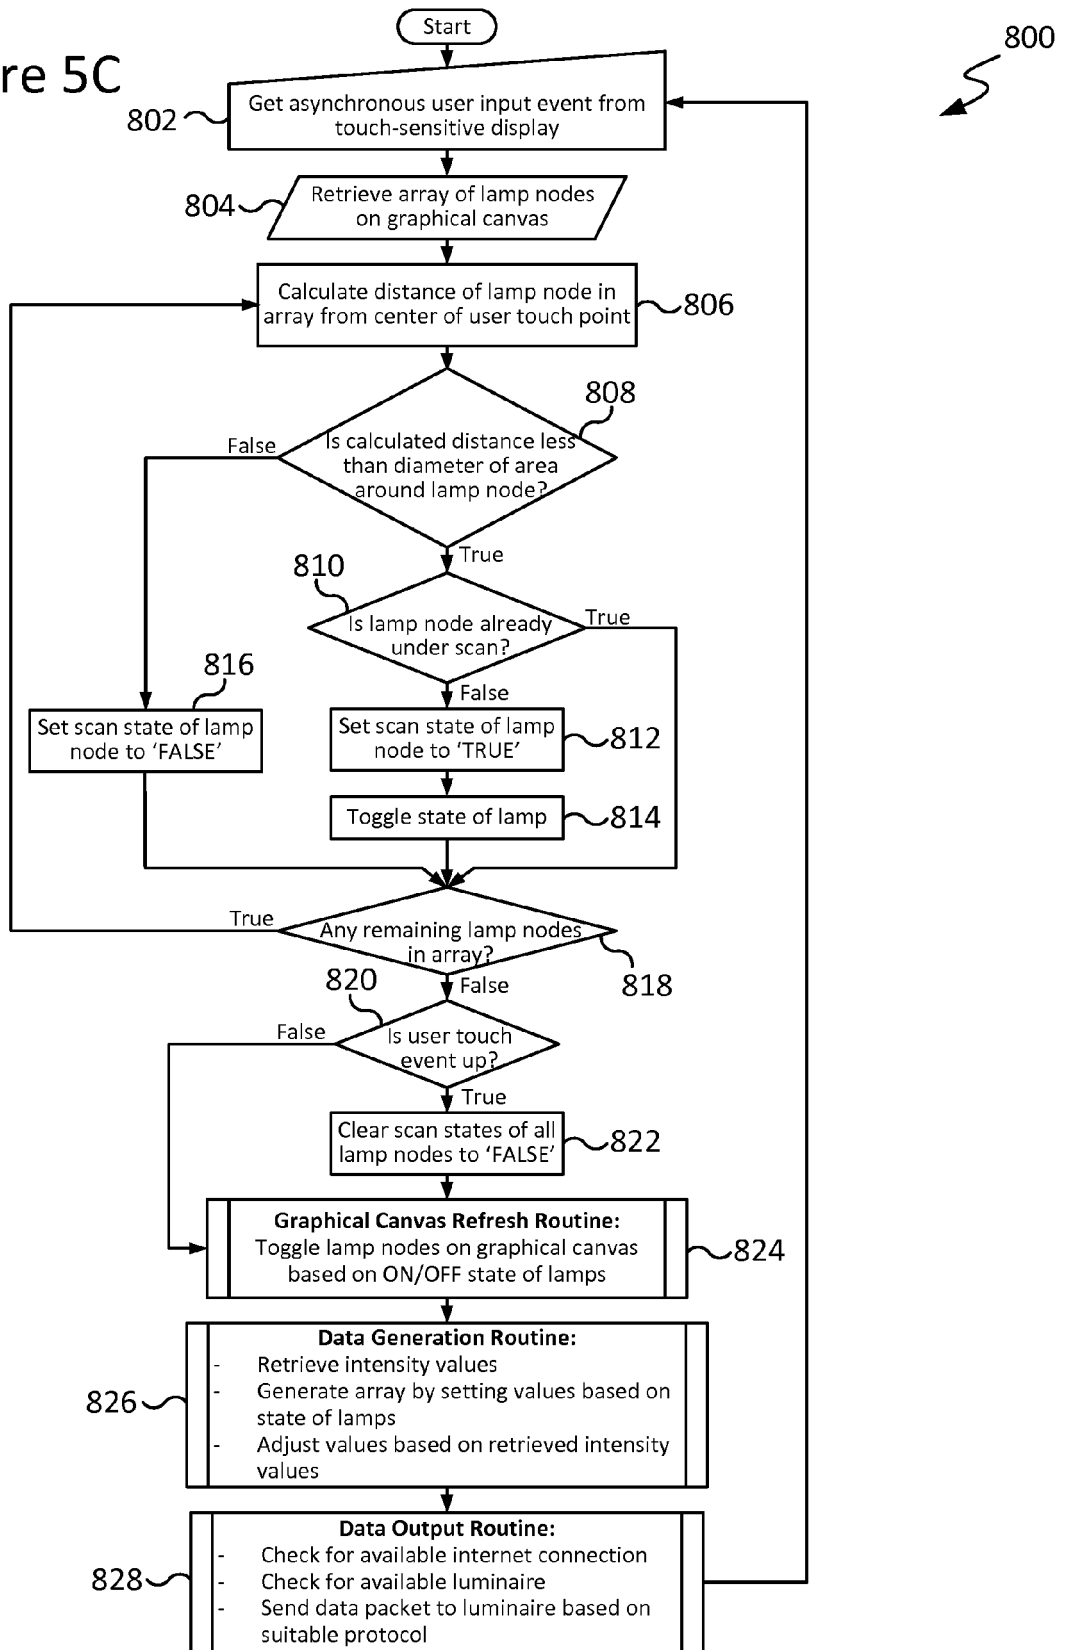 Start
800
re 5C
Get asynchronous user input event from
touch-sensitive display
802
Retrieve array of lamp nodes
on graphical canvas
804
Calculate distance of lamp node in
array from center of user touch point
806
808
False
Is calculated distance less
than diameter of area
around lamp node?
True
810
Is lamp node already
under scan?
True
False
816
Set scan state of lamp
node to ‘FALSE’
Set scan state of lamp
node to ‘TRUE’
812
Toggle state of lamp
814
True
Any remaining lamp nodes
in array?
818
False
820
False
Is user touch
event up?
True
Clear scan states of all
lamp nodes to ‘FALSE’
822
Graphical Canvas Refresh Routine:
Toggle lamp nodes on graphical canvas
based on ON/OFF state of lamps
824
Data Generation Routine:
- Retrieve intensity values
- Generate array by setting values based on
state of lamps
- Adjust values based on retrieved intensity
values
826
Data Output Routine:
- Check for available internet connection
- Check for available luminaire
- Send data packet to luminaire based on
suitable protocol
828